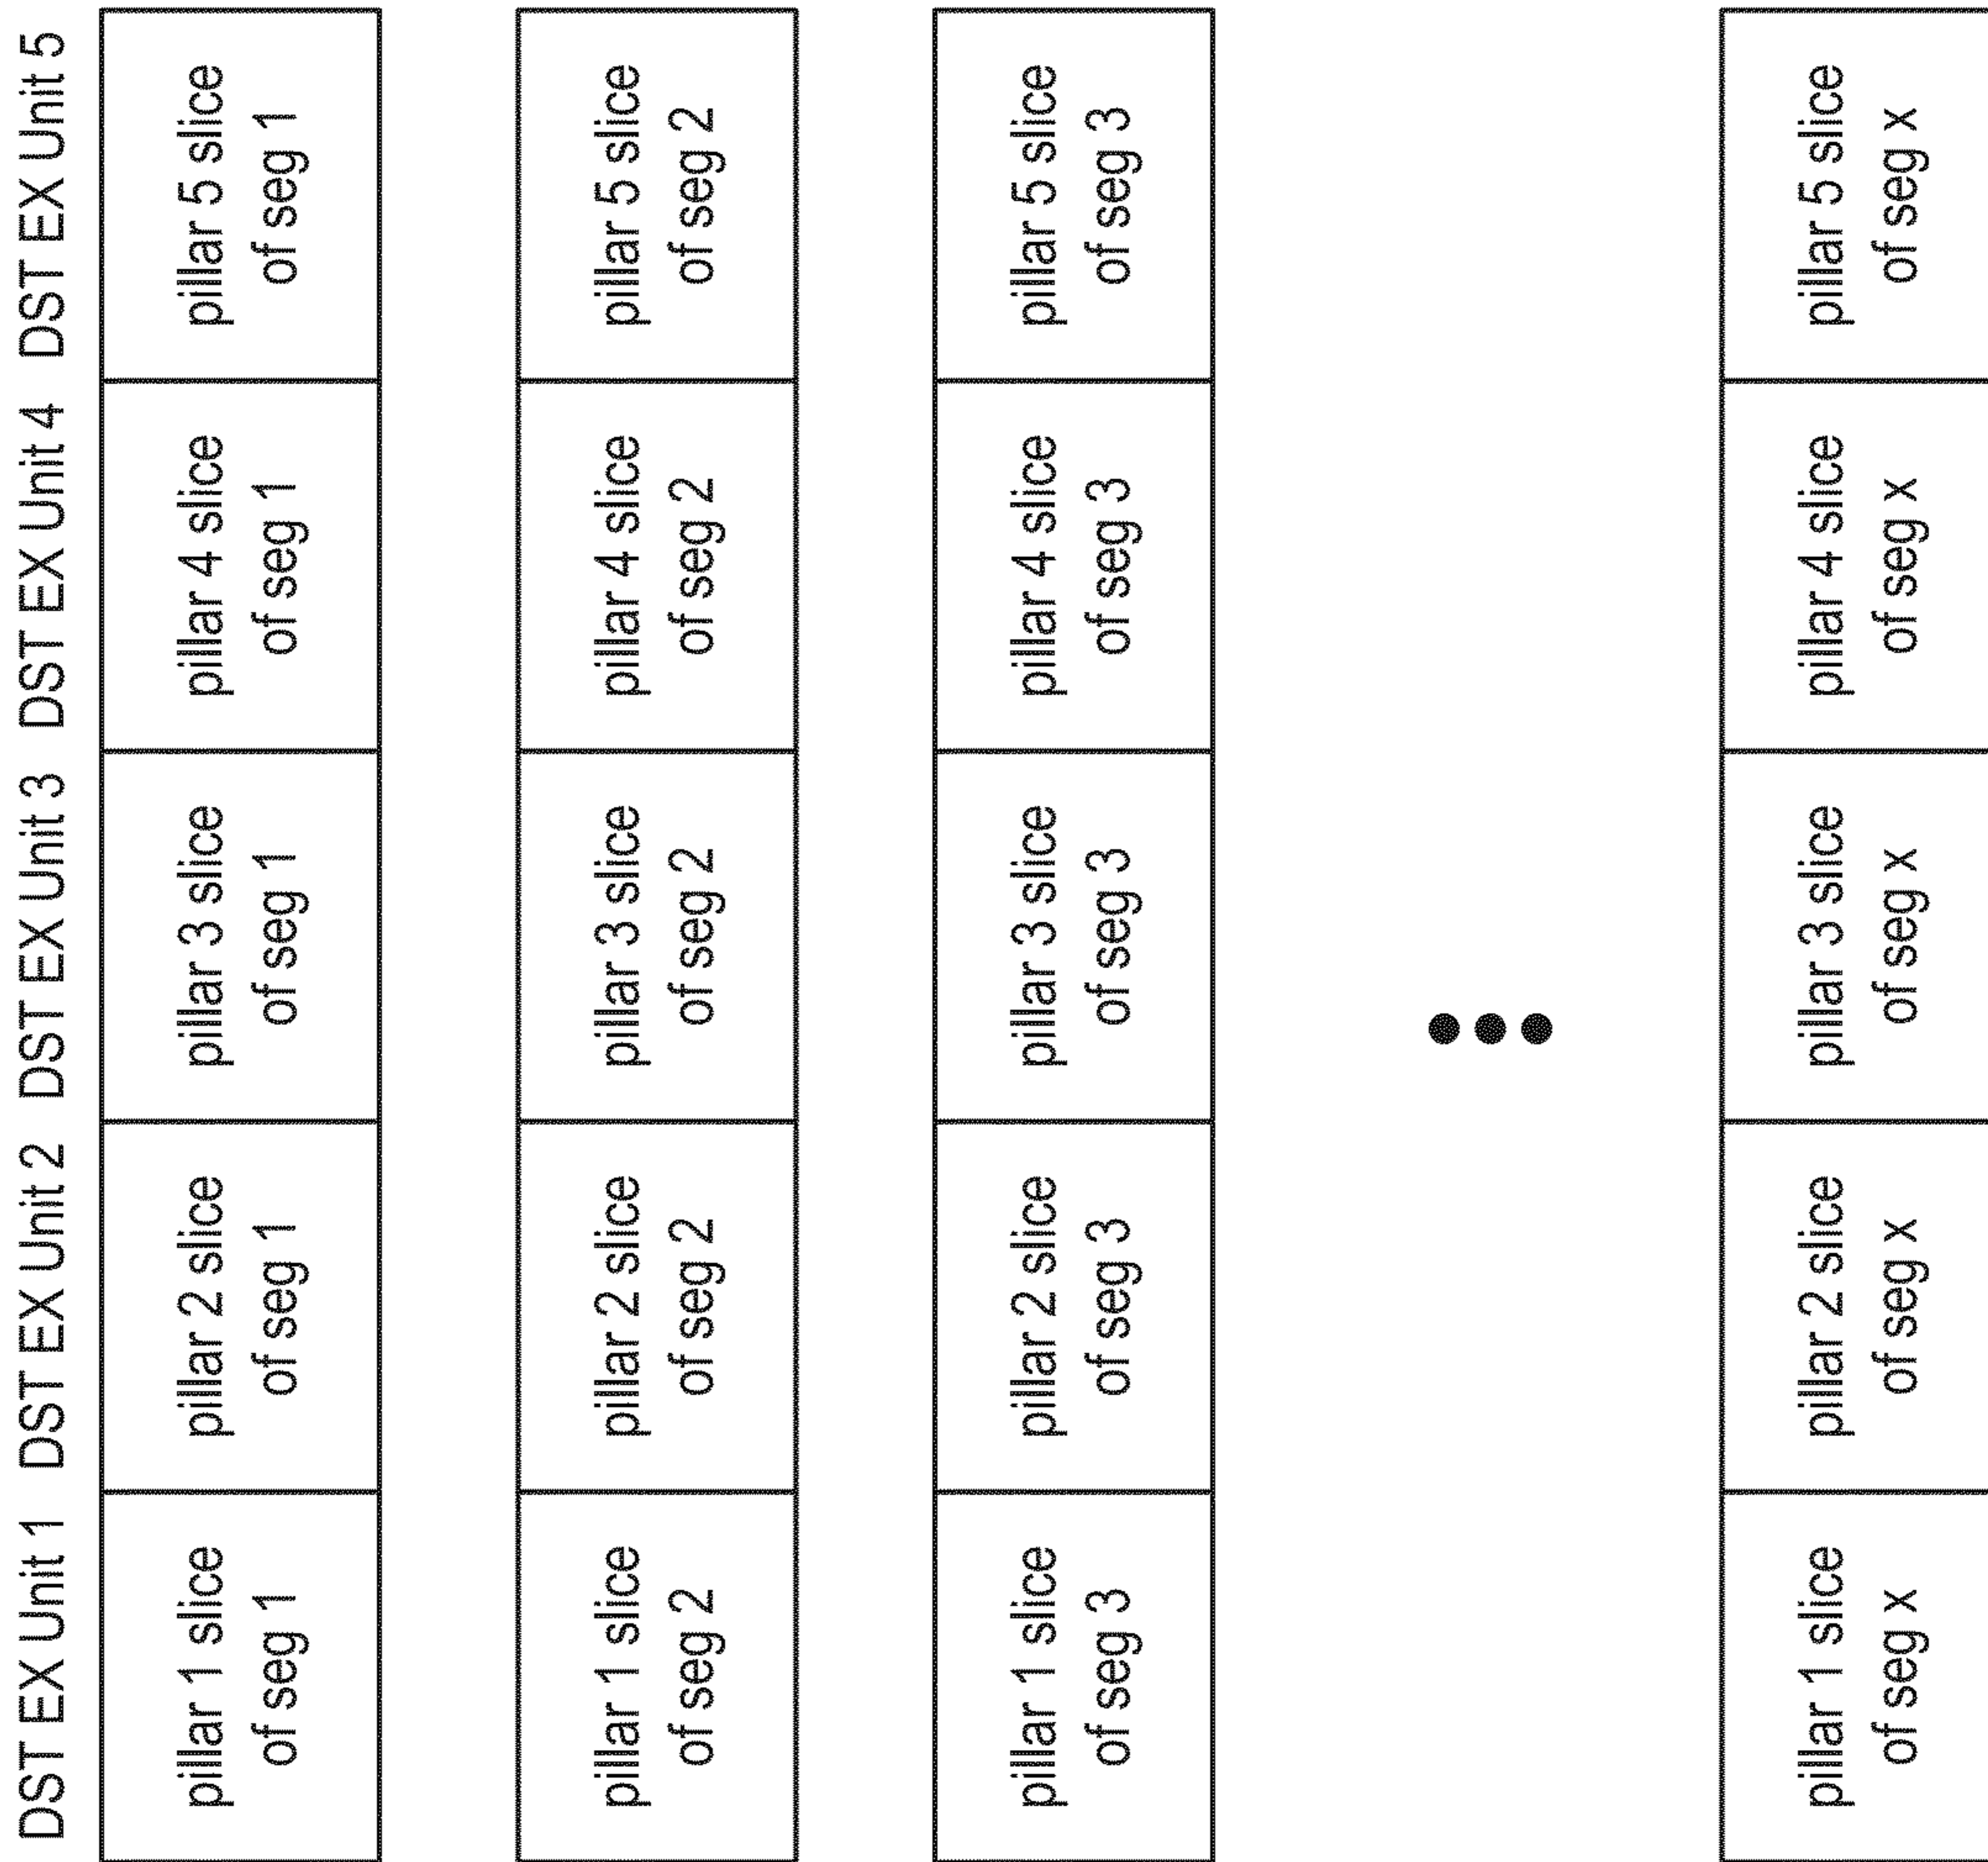 DST EX Unit 1 DST EX Unit 2 DST EX Unit 3 DST EX Unit 4 DST EX Unit 5
pillar 1 slice
of seg 1
pillar 2 slice
of seg 1
pillar 3 slice
of seg 1
pillar 4 slice
of seg 1
pillar 5 slice
of seg 1
pillar 1 slice
of seg 2
pillar 2 slice
of seg 2
pillar 3 slice
of seg 2
pillar 4 slice
of seg 2
pillar 5 slice
of seg 2
pillar 1 slice
of seg 3
pillar 2 slice
of seg 3
pillar 3 slice
of seg 3
pillar 4 slice
of seg 3
pillar 5 slice
of seg 3
pillar 1 slice
of seg x
pillar 2 slice
of seg x
pillar 3 slice
of seg x
pillar 4 slice
of seg x
pillar 5 slice
of seg x